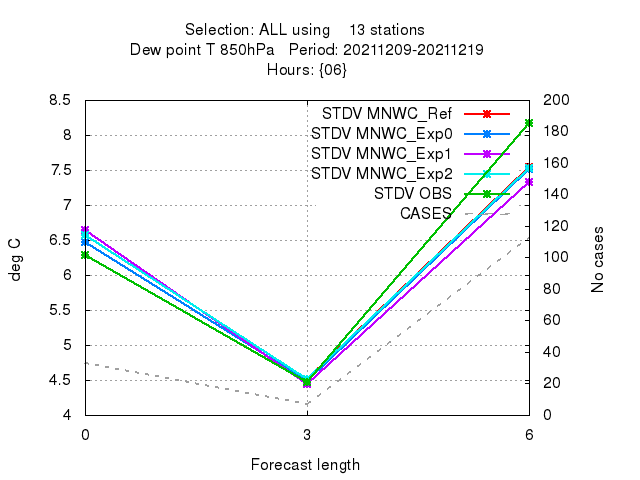 Selection: ALL using    13 stations
Dew point T 850hPa   Period: 20211209-20211219
Hours: {06}
8.5
8
7.5
7
6.5
6
5.5
5
4.5
4
deg C
STDV MNWC_Ref
STDV MNWC_Exp0
STDV MNWC_Exp1
STDV MNWC_Exp2
STDV OBS
CASES
200
180
160
140
120
100
80
60
40
20
0
No cases
0 3 6
Forecast length